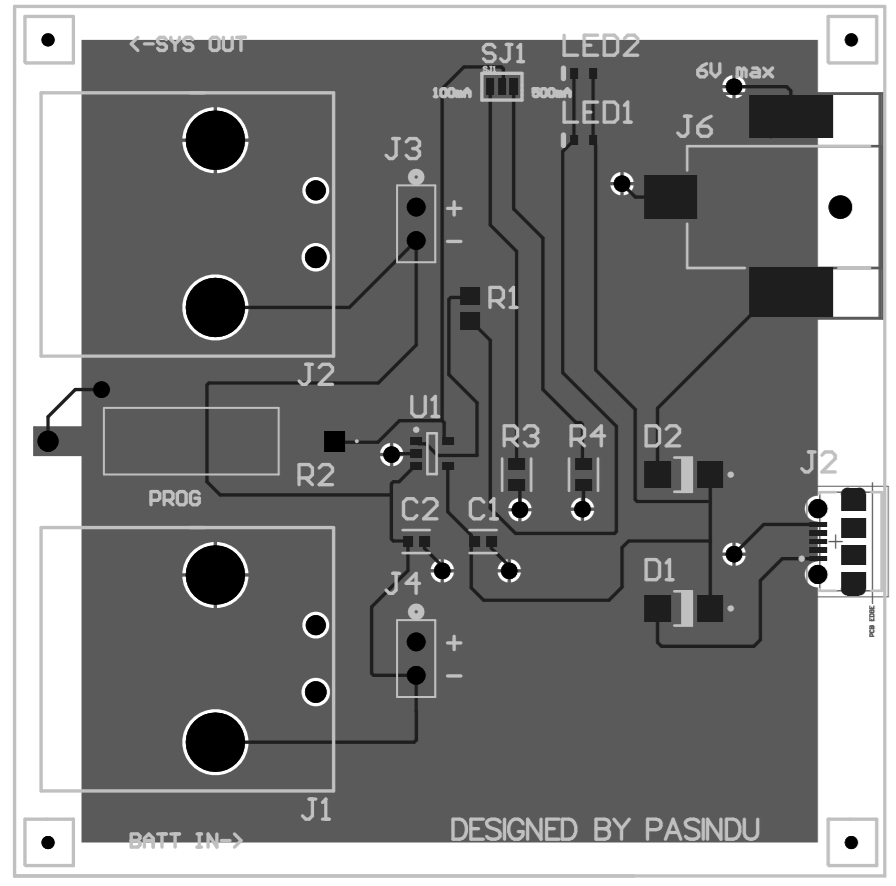 <-SYS OUT
LED2
SJ1
SJ1
6V max
100mA
500mA
LED1
J6
J3
+
−
R1
J2
U1
R3
R4
D2
J2
R2
PROG
C2
C1
D1
J4
PCB EDGE
+
−
J1
DESIGNED BY PASINDU
BATT IN->